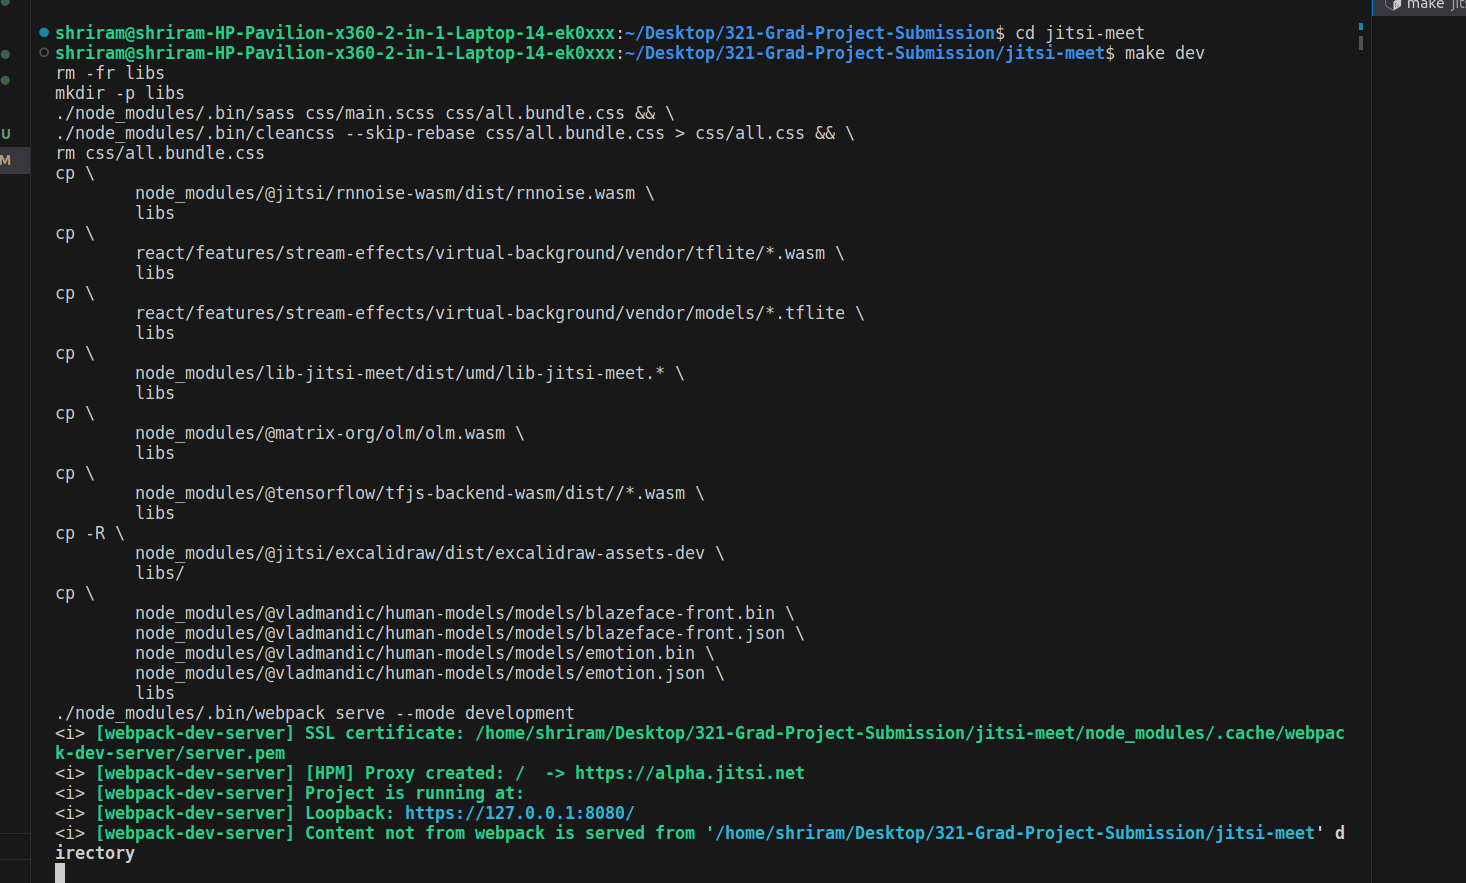 make jits
shriram@shriram-HP-Pavilion-x360-2-in-1-Laptop-14-ek0xxx:~/Desktop/321-Grad-Project-Submission$ cd jitsi-meet
shriram@shriram-HP-Pavilion-x360-2-in-1-Laptop-14-ek0xxx:~/Desktop/321-Grad-Project-Submission/jitsi-meet$ make dev
rm -fr libs
mkdir -p libs
./node_modules/.bin/sass css/main.scss css/all.bundle.css && \
./node_modules/.bin/cleancss --skip-rebase css/all.bundle.css > css/all.css && \
U
rm css/all.bundle.css
M
cp \
node_modules/@jitsi/rnnoise-wasm/dist/rnnoise.wasm \
libs
cp \
react/features/stream-effects/virtual-background/vendor/tflite/*.wasm \
libs
cp \
react/features/stream-effects/virtual-background/vendor/models/*.tflite \
libs
cp \
node_modules/lib-jitsi-meet/dist/umd/lib-jitsi-meet.* \
libs
cp \
node_modules/@matrix-org/olm/olm.wasm \
libs
cp \
node_modules/@tensorflow/tfjs-backend-wasm/dist//*.wasm \
libs
cp -R \
node_modules/@jitsi/excalidraw/dist/excalidraw-assets-dev \
libs/
cp \
node_modules/@vladmandic/human-models/models/blazeface-front.bin \
node_modules/@vladmandic/human-models/models/blazeface-front.json \
node_modules/@vladmandic/human-models/models/emotion.bin \
node_modules/@vladmandic/human-models/models/emotion.json \
libs
./node_modules/.bin/webpack serve --mode development
<i> [webpack-dev-server] SSL certificate: /home/shriram/Desktop/321-Grad-Project-Submission/jitsi-meet/node_modules/.cache/webpac
k-dev-server/server.pem
<i> [webpack-dev-server] [HPM] Proxy created: /  -> https://alpha.jitsi.net
<i> [webpack-dev-server] Project is running at:
<i> [webpack-dev-server] Loopback: https://127.0.0.1:8080/
<i> [webpack-dev-server] Content not from webpack is served from '/home/shriram/Desktop/321-Grad-Project-Submission/jitsi-meet' d
irectory